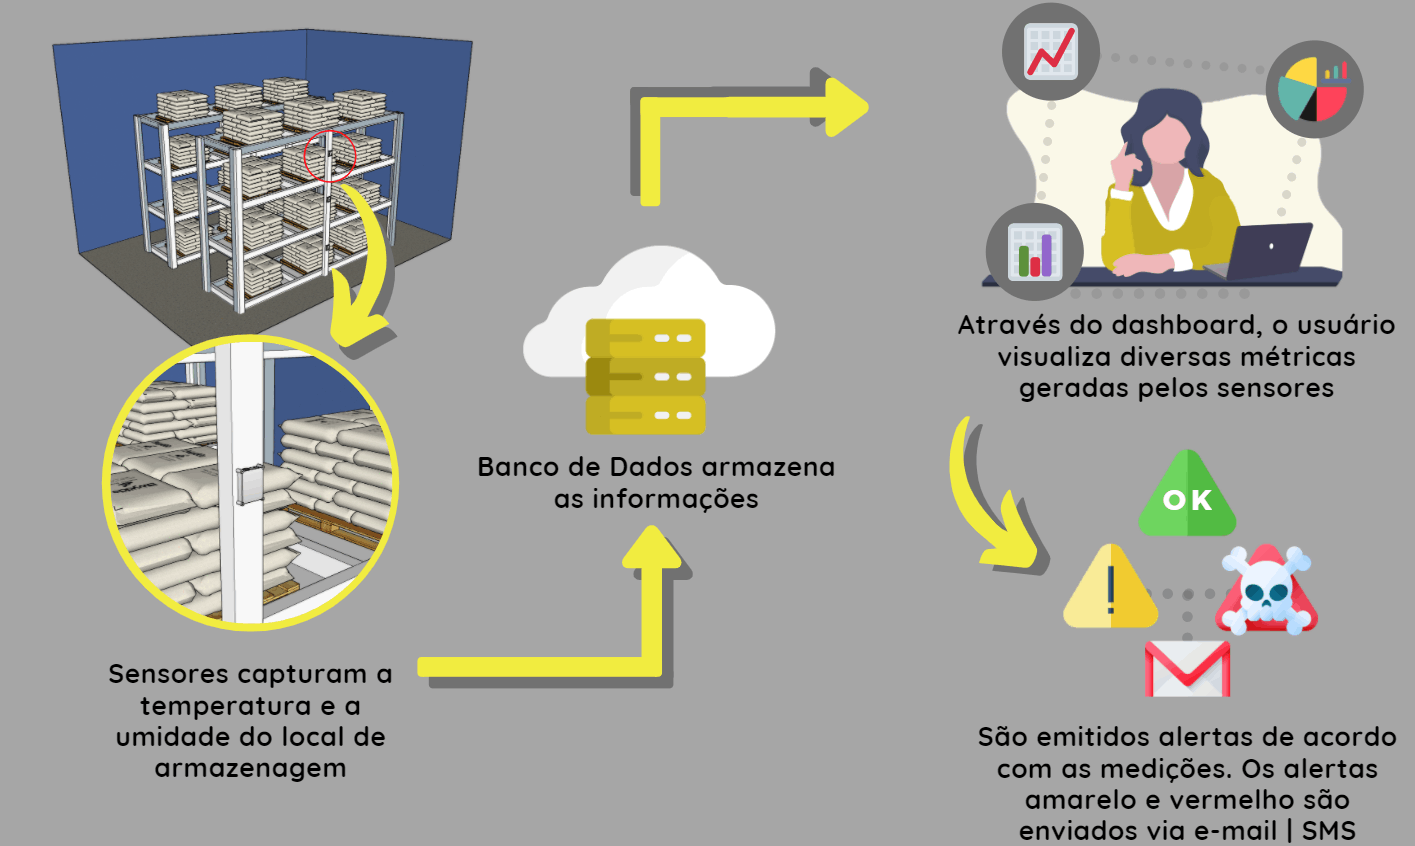 Sensores capturam a
temperatura e a
umidade do local de
armazenagem
Banco de Dados armazena
as informações
Através do dashboard, o usuário
visualiza diversas métricas
geradas pelos sensores
OK
!
São emitidos alertas de acordo
com as medições. Os alertas
amarelo e vermelho são
enviados via e-mail | SMS